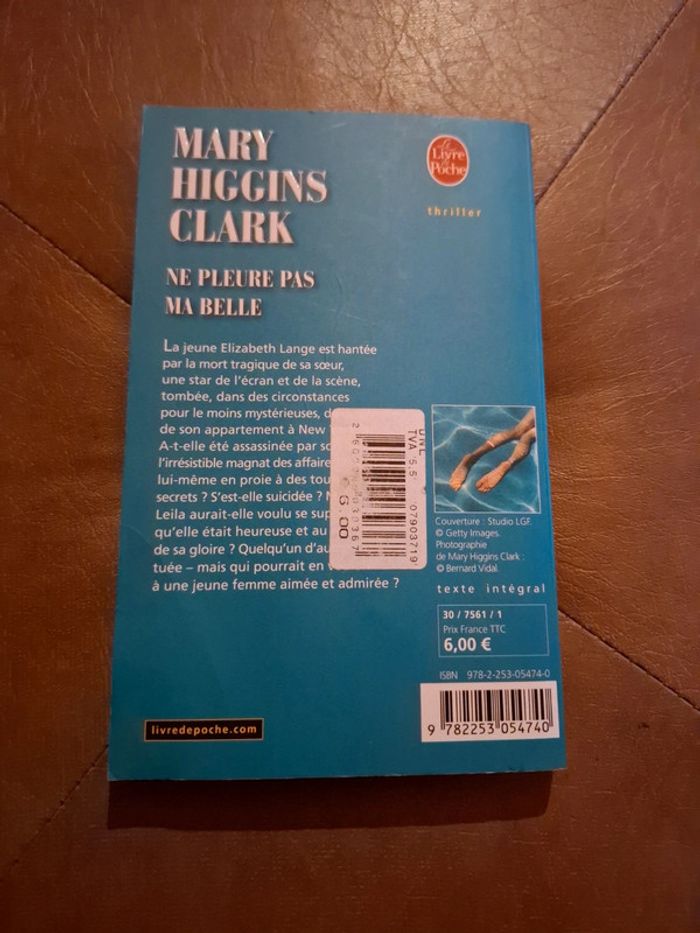 MARY
HIGGINS
CLARK
Le
Livre
de
Poche
thriller
NE PLEURE PAS
MA BELLE
La jeune Elizabeth Lange est hantée
par la mort tragique de sa sœur,
une star de l'écran et de la scène,
tombée, dans des circonstances
pour le moins mystérieuses,
de son appartement à New
A-t-elle été assassinée par
l'irrésistible magnat des
lui-même en proie à des
secrets ? S'est-elle suicidée ?
Leila aurait-elle voulu se
qu'elle était heureuse et au
de sa gloire ? Quelqu'un
tuée – mais qui pourrait en
à une jeune femme aimée et admirée ?
TVA 5.5
07903719
6 00
Couverture : Studio LGF.
© Getty Images.
Photographie
de Mary Higgins Clark :
© Bernard Vidal.
texte intégral
30 / 7561 / 1
Prix France TTC
6,00 €
ISBN 978-2-253-05474-0
9 782253 054740
livredepoche.com